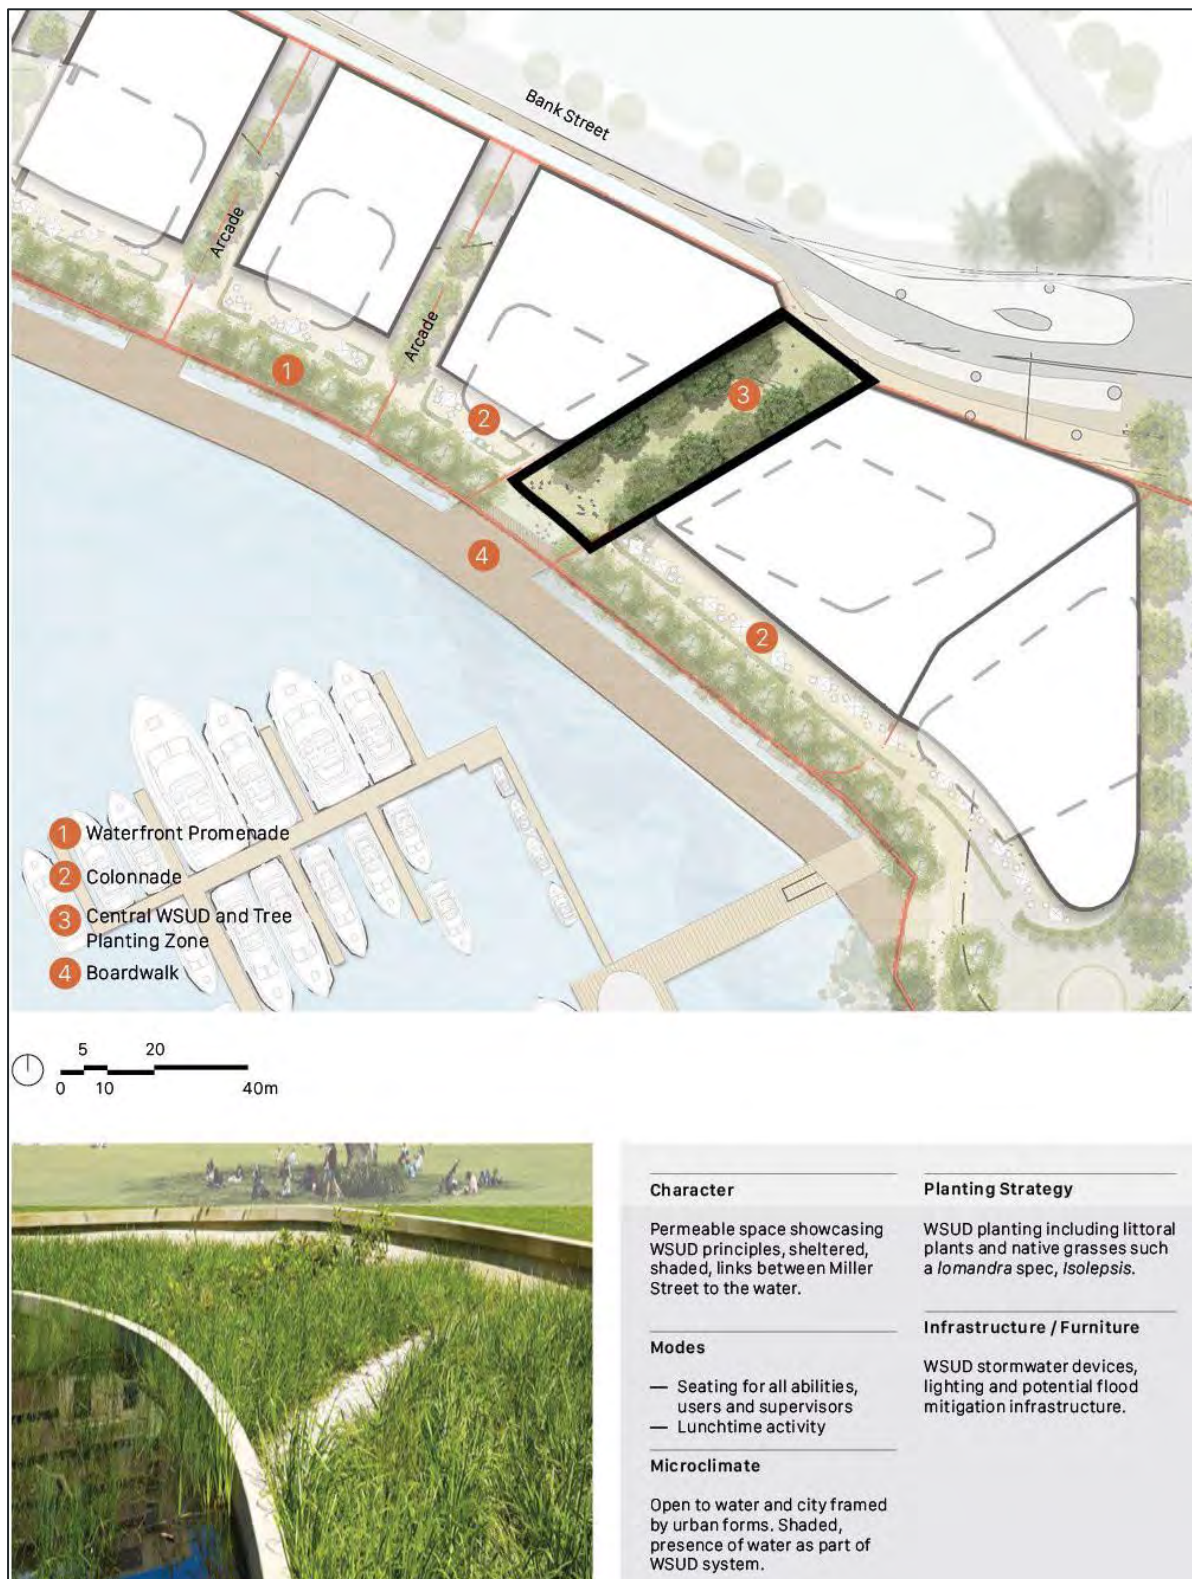 Bank Street
Arcade
Arcade
1
2
3
4
2
1 Waterfront Promenade
2 Colonnade
3 Central WSUD and Tree
Planting Zone
4 Boardwalk
5 20
0 10 40m
Character
Permeable space showcasing
WSUD principles, sheltered,
shaded, links between Miller
Street to the water.
Modes
— Seating for all abilities,
users and supervisors
— Lunchtime activity
Microclimate
Open to water and city framed
by urban forms. Shaded,
presence of water as part of
WSUD system.
Planting Strategy
WSUD planting including littoral
plants and native grasses such
a lomandra spec, Isolepsis.
Infrastructure / Furniture
WSUD stormwater devices,
lighting and potential flood
mitigation infrastructure.